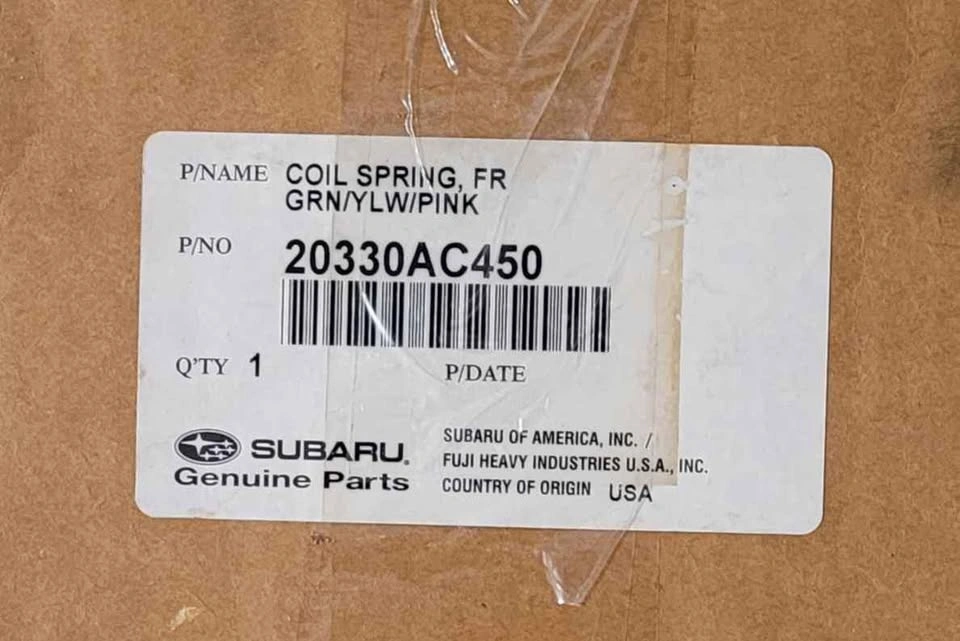 P/NAME COIL SPRING, FR
GRN/YLW/PINK
P/NO 20330AC450
Q'TY 1 P/DATE
SUBARU.
Genuine Parts
SUBARU OF AMERICA, INC. /
FUJI HEAVY INDUSTRIES U.S.A., INC.
COUNTRY OF ORIGIN USA